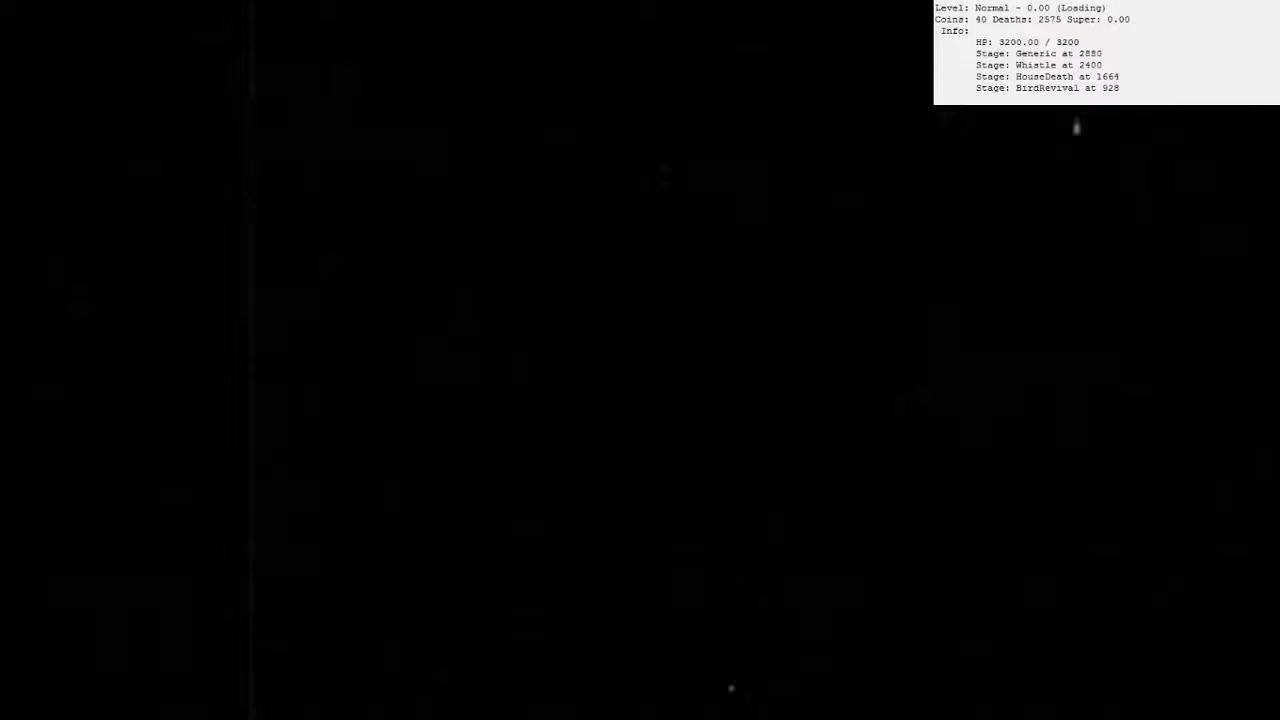 Level: Normal - 0.00 (Loading)
Coins: 40 Deaths: 2575 Super: 0.00
Info:
HP: 3200.00 / 3200
Stage: Generic at 2880
Stage: Whistle at 2400
Stage: HouseDeath at 1664
Stage: BirdRevival at 928